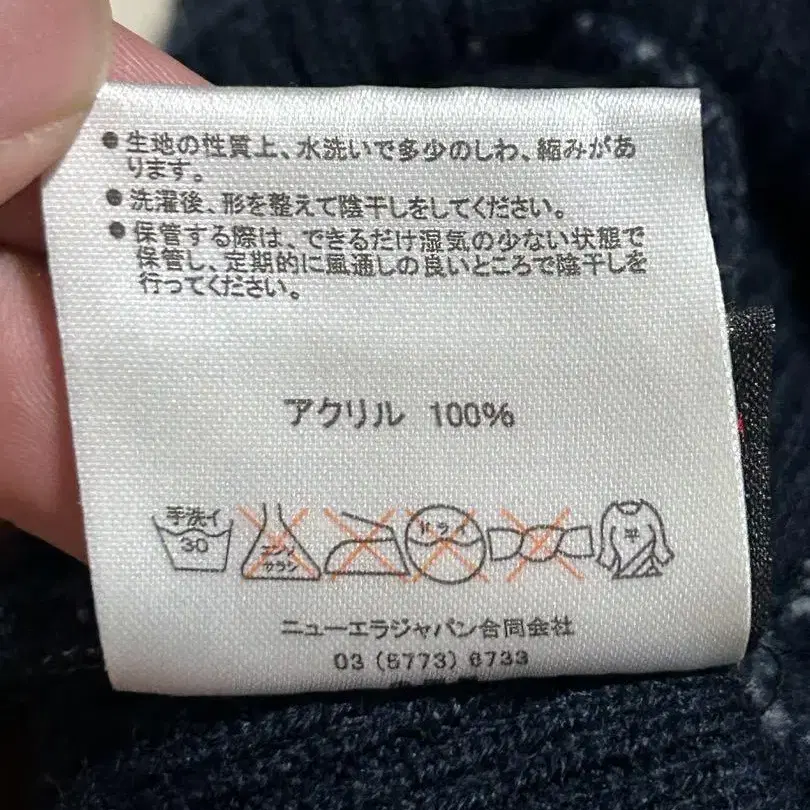 ●生地の性質上、水洗いで多少のしわ、縮みがあ
ります。
●洗濯後、形を整えて陰干しをしてください。
●保管する際は、できるだけ湿気の少ない状態で
保管し、定期的に風通しの良いところで陰干しを
行ってください。
アクリル 100%
手洗イ
30
エンソ
サラシ
ドライ
平
ニューエラジャパン合同会社
03 (5773) 6733